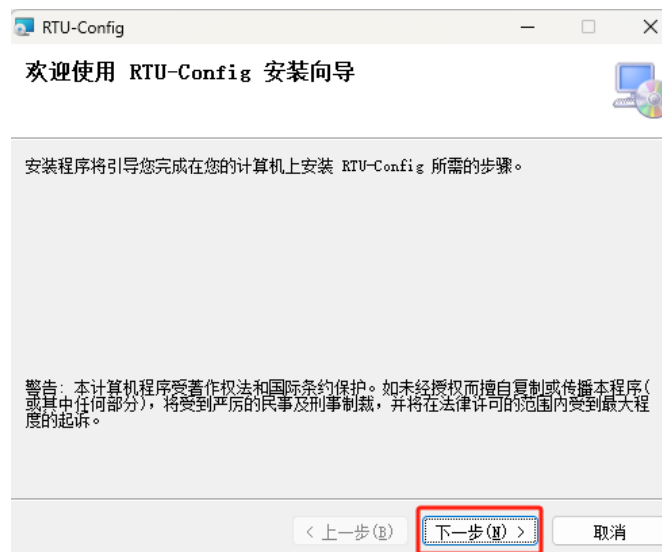 RTU-Config
欢迎使用 RTU-Config 安装向导
安装程序将引导您完成在您的计算机上安装 RTU-Config 所需的步骤。
警告: 本计算机程序受著作权法和国际条约保护。如未经授权而擅自复制或传播本程序(
或其中任何部分)，将受到严厉的民事及刑事制裁，并将在法律许可的范围内受到最大程
度的起诉。
< 上一步(B)
下一步(N) >
取消